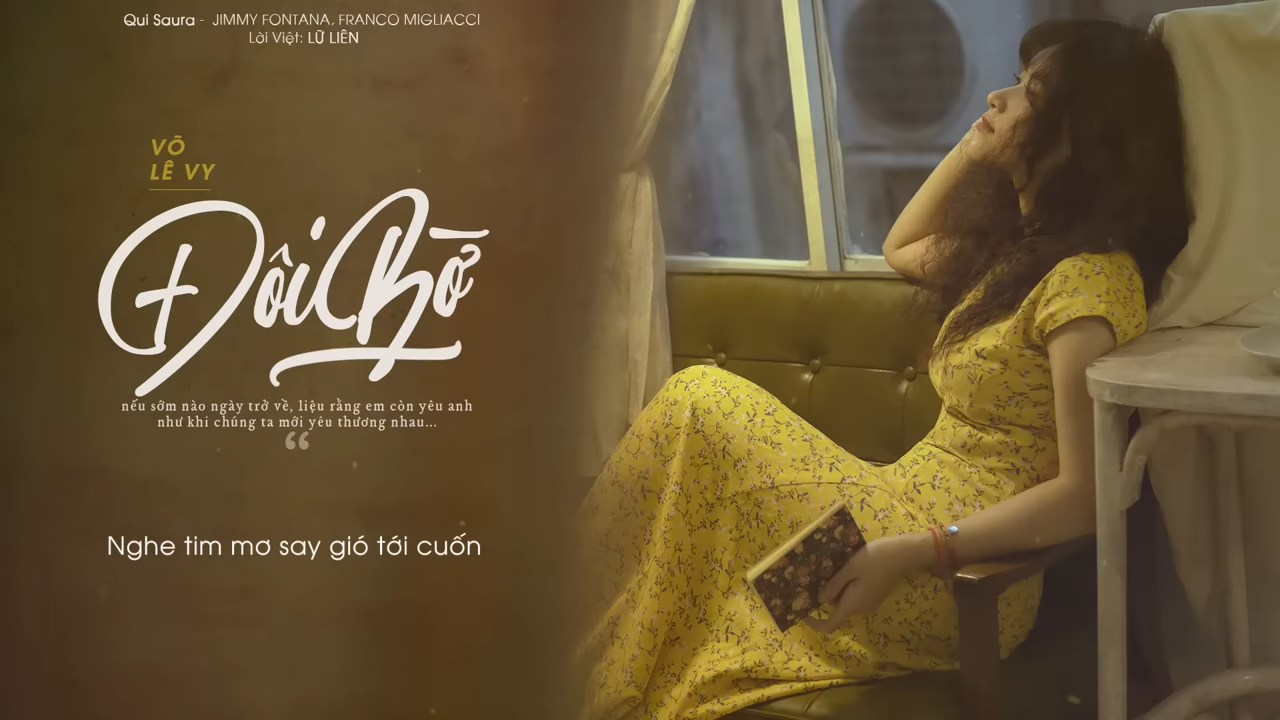 Qui Saura - JIMMY FONTANA, FRANCO MIGLIACCI
Lời Việt: LỮ LIÊN
VÕ
LÊ VY
Đôi Bờ
nếu sớm nào ngày trở về, liệu rằng em còn yêu anh
như khi chúng ta mới yêu thương nhau...
“
Nghe tim mơ say gió tới cuốn